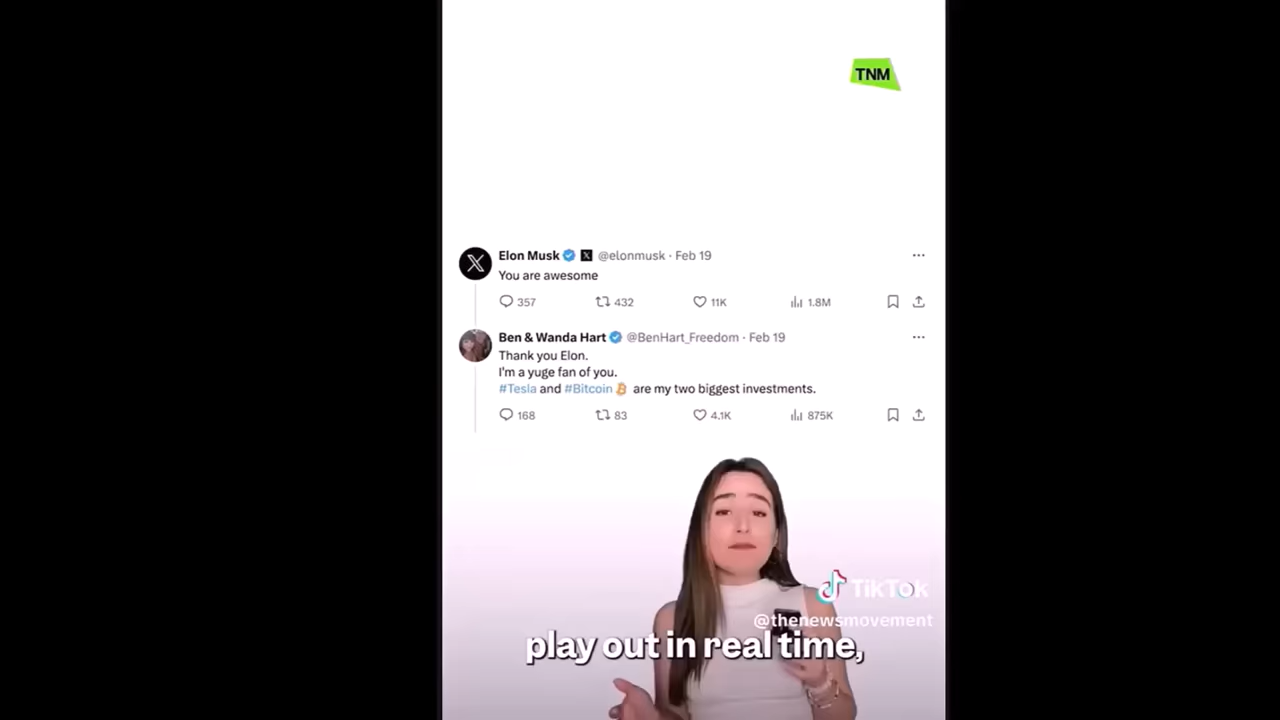 TNM
Elon Musk @elonmusk · Feb 19
You are awesome
357 432 11K 1.8M
Ben & Wanda Hart @BenHart_Freedom · Feb 19
Thank you Elon.
I'm a yuge fan of you.
#Tesla and #Bitcoin are my two biggest investments.
168 83 4.1K 875K
TikTok
@thenewsmovement
play out in real time,